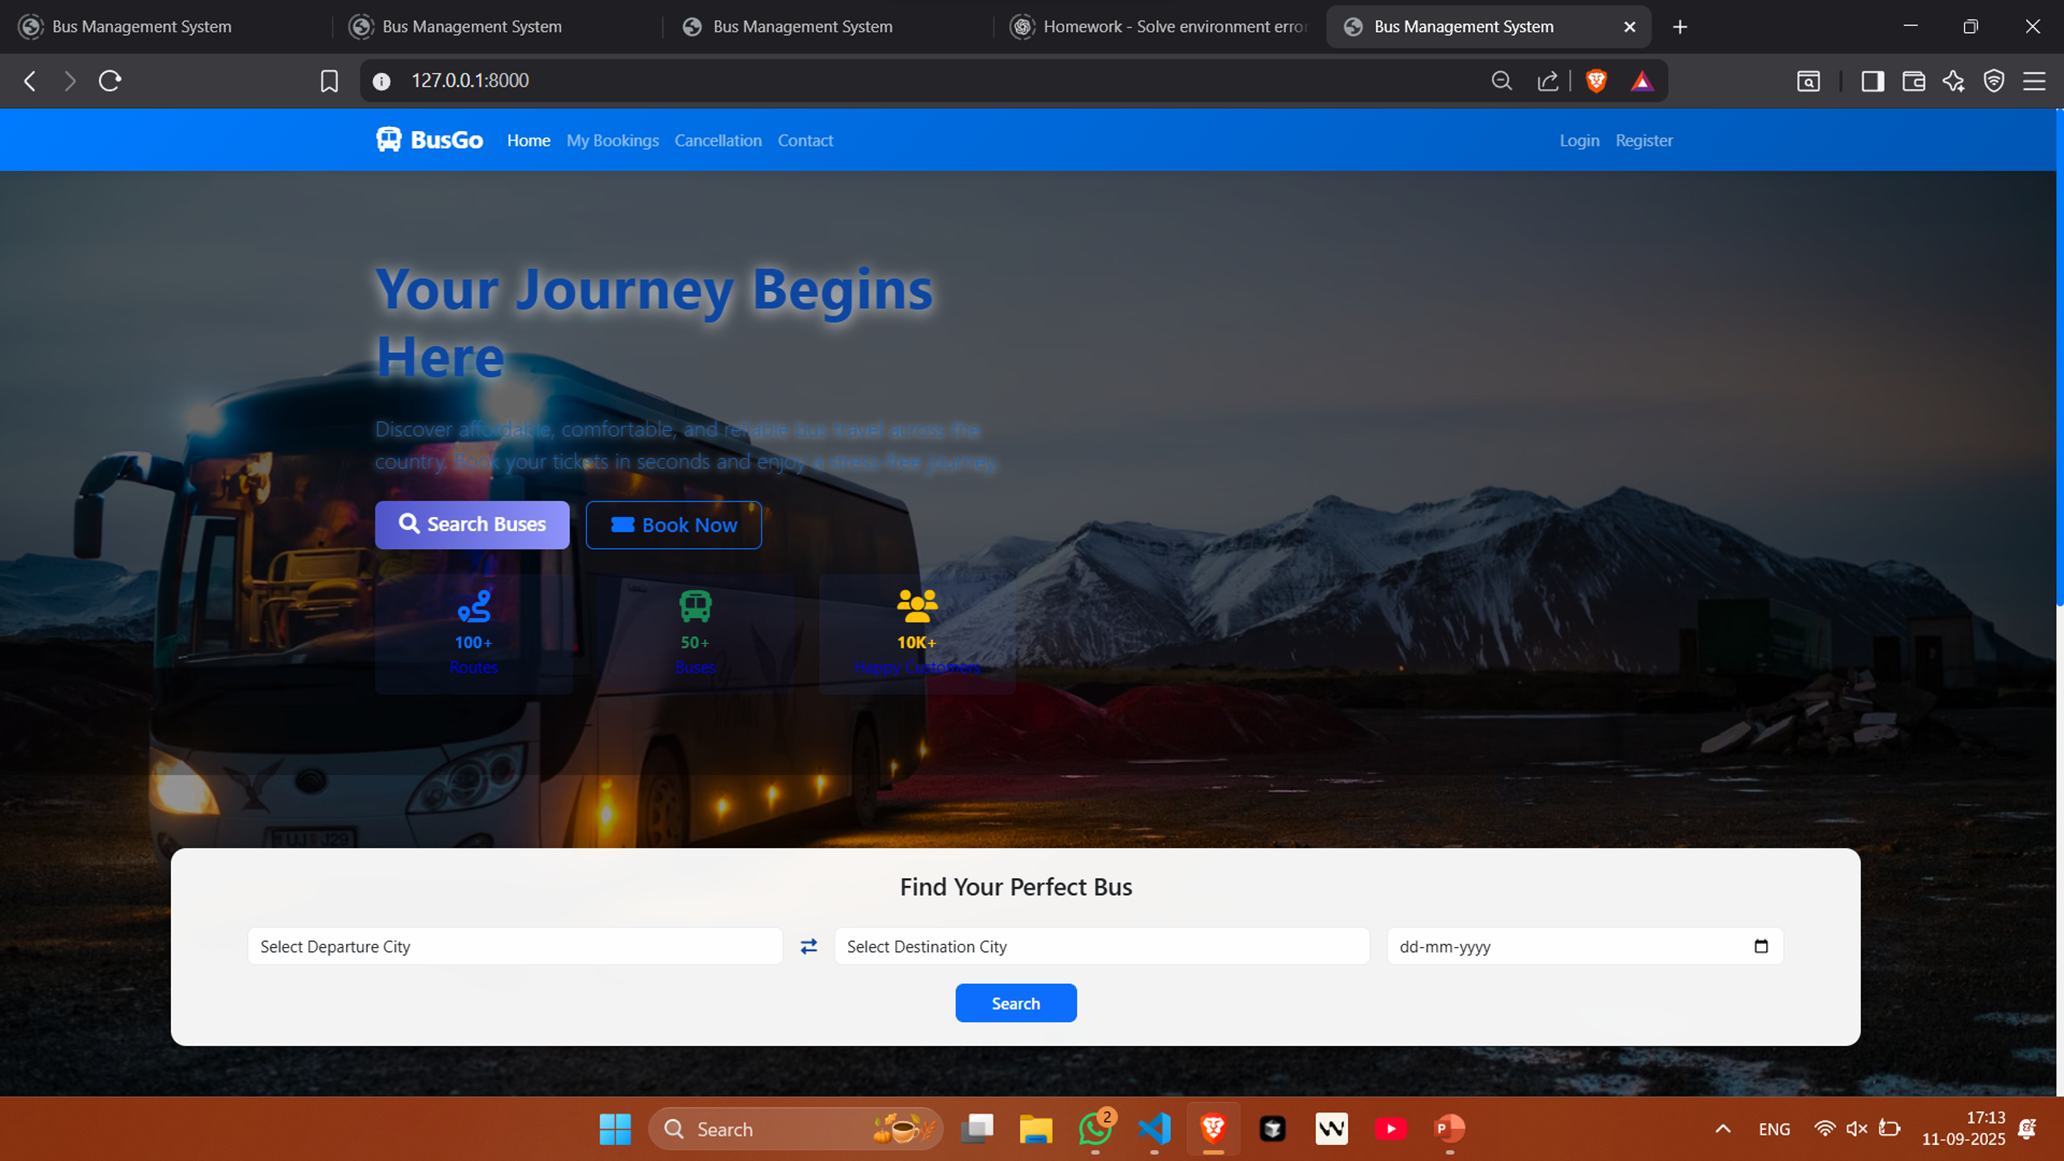 Bus Management System
Bus Management System
Bus Management System
Homework - Solve environment error
Bus Management System
127.0.0.1:8000
BusGo
Home
My Bookings
Cancellation
Contact
Login
Register
Your Journey Begins
Here
Discover affordable, comfortable, and reliable bus travel across the
country. Book your tickets in seconds and enjoy a stress-free journey.
Search Buses
Book Now
100+
Routes
50+
Buses
10K+
Happy Customers
UJ J29
Find Your Perfect Bus
Select Departure City
Select Destination City
dd-mm-yyyy
Search
Search
2
ENG
17:13
11-09-2025